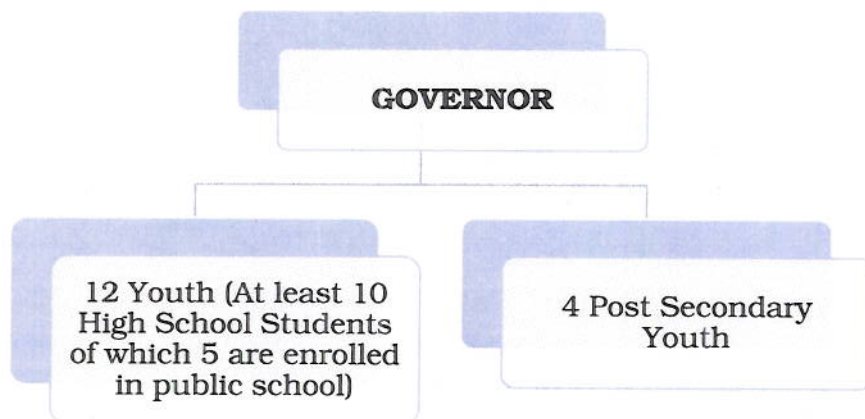 GOVERNOR
12 Youth (At least 10
High School Students
of which 5 are enrolled
in public school)
4 Post Secondary
Youth